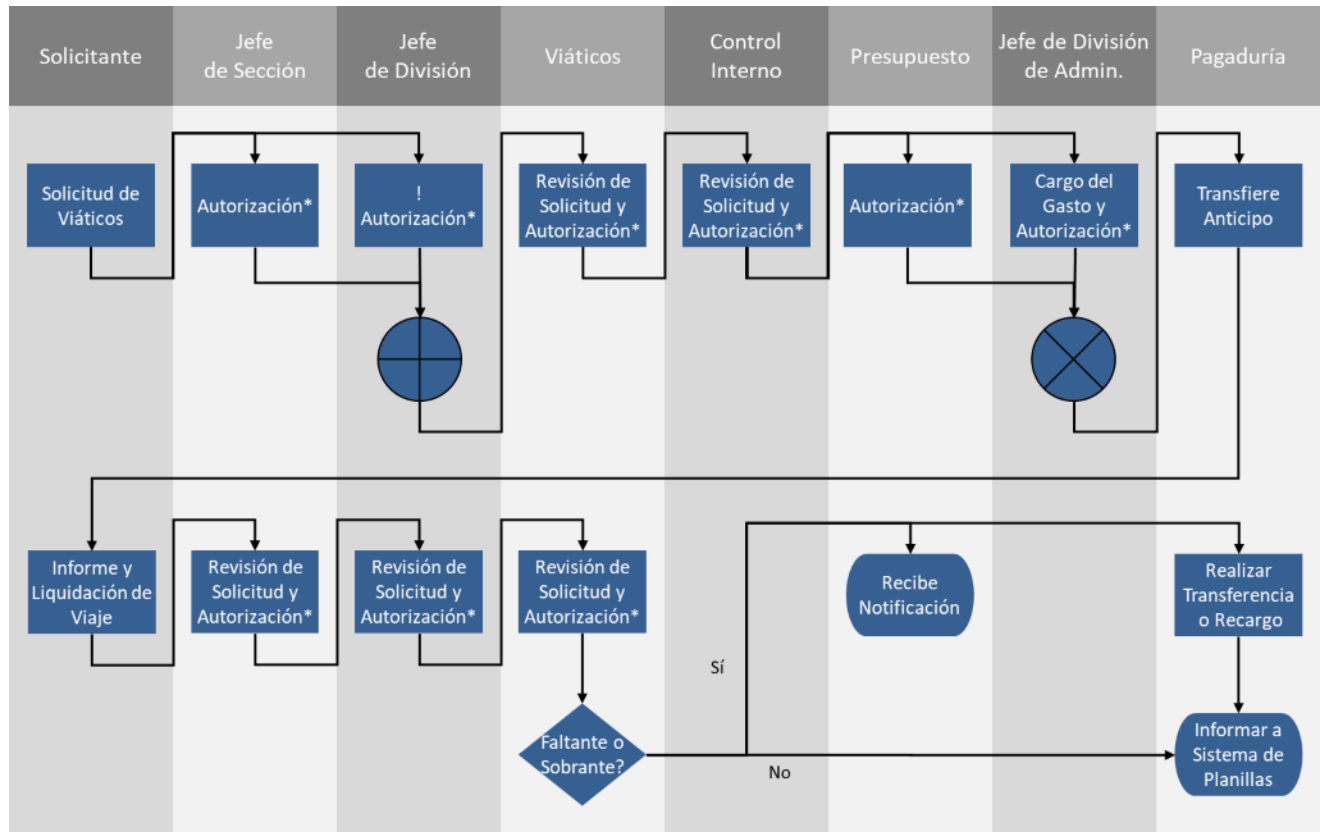 Solicitante
Jefe
de Sección
Jefe
de División
Viáticos
Control
Interno
Presupuesto
Jefe de División
de Admin.
Pagaduría
Solicitud de
Viáticos
Autorización*
!
Autorización*
Revisión de
Solicitud y
Autorización*
Revisión de
Solicitud y
Autorización*
Autorización*
Cargo del
Gasto y
Autorización*
Transfiere
Anticipo
Informe y
Liquidación de
Viaje
Revisión de
Solicitud y
Autorización*
Revisión de
Solicitud y
Autorización*
Revisión de
Solicitud y
Autorización*
Recibe
Notificación
Realizar
Transferencia
o Recargo
Sí
Faltante o
Sobrante?
No
Informar a
Sistema de
Planillas